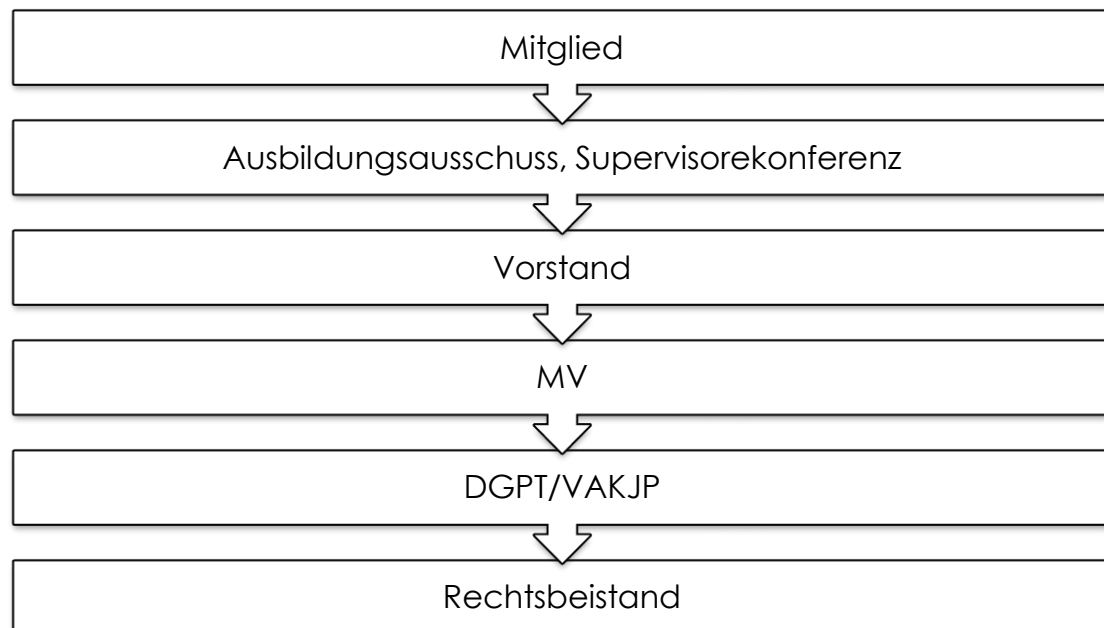 Mitglied
Ausbildungsausschuss, Supervisorekonferenz
Vorstand
MV
DGPT/VAKJP
Rechtsbeistand